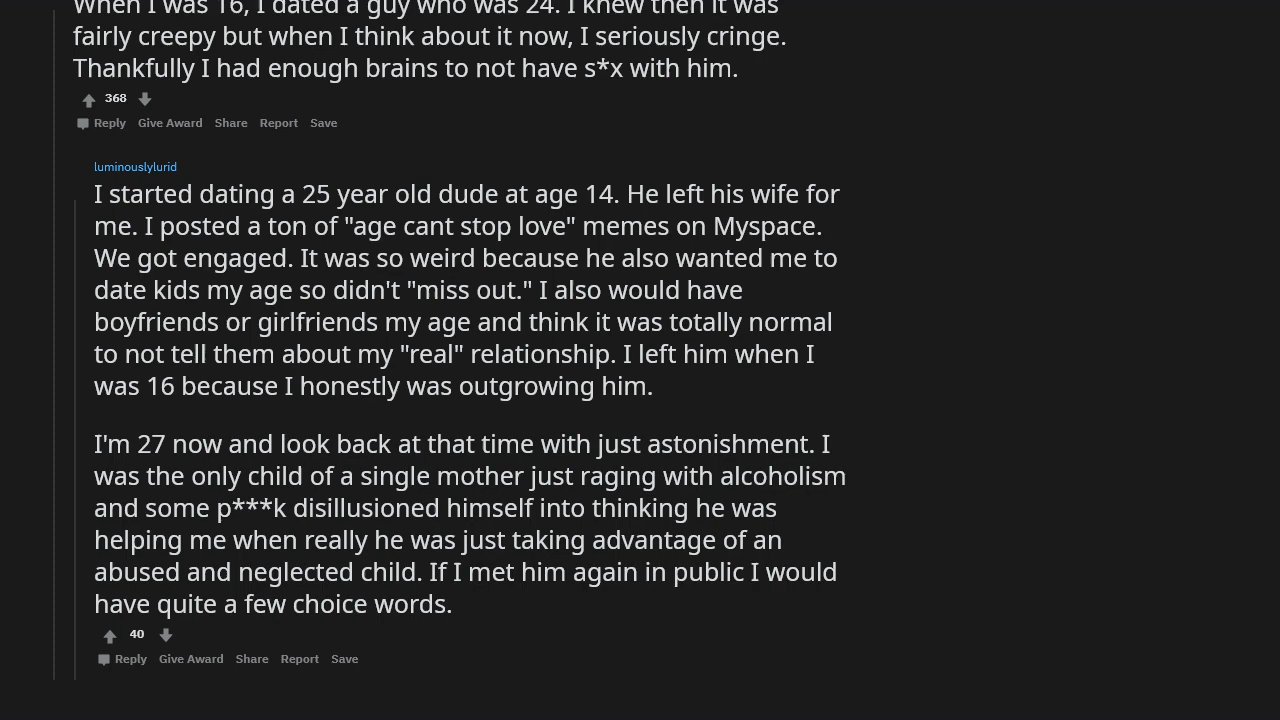 When I was 16, I dated a guy who was 24. I knew then it was
fairly creepy but when I think about it now, I seriously cringe.
Thankfully I had enough brains to not have s*x with him.
368
Reply Give Award Share Report Save
luminouslylurid
I started dating a 25 year old dude at age 14. He left his wife for
me. I posted a ton of "age cant stop love" memes on Myspace.
We got engaged. It was so weird because he also wanted me to
date kids my age so didn't "miss out." I also would have
boyfriends or girlfriends my age and think it was totally normal
to not tell them about my "real" relationship. I left him when I
was 16 because I honestly was outgrowing him.
I'm 27 now and look back at that time with just astonishment. I
was the only child of a single mother just raging with alcoholism
and some p***k disillusioned himself into thinking he was
helping me when really he was just taking advantage of an
abused and neglected child. If I met him again in public I would
have quite a few choice words.
40
Reply Give Award Share Report Save